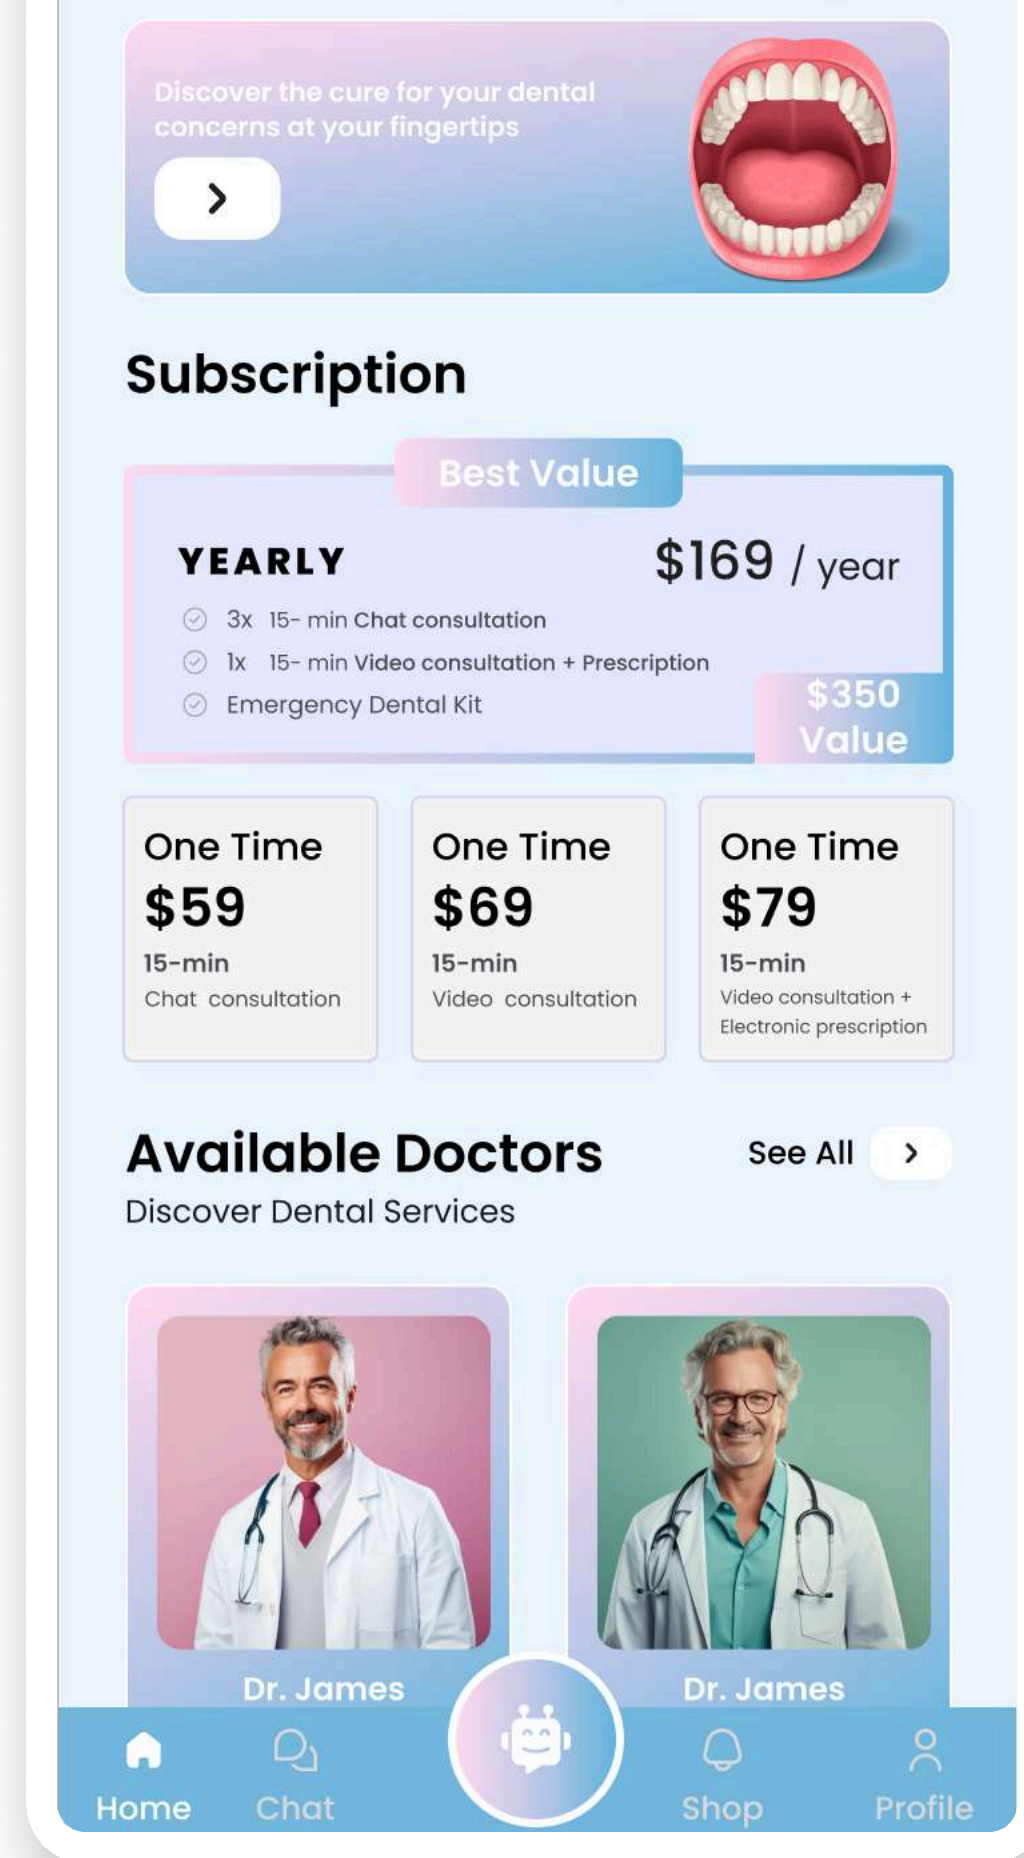 Discover the cure for your dental
concerns at your fingertips
Subscription
Best Value
YEARLY
$169 / year
3x 15- min Chat consultation
1x 15- min Video consultation + Prescription
Emergency Dental Kit
$350
Value
One Time
$59
15-min
Chat consultation
One Time
$69
15-min
Video consultation
One Time
$79
15-min
Video consultation +
Electronic prescription
Available Doctors
See All
Discover Dental Services
Dr. James
Dr. James
Home
Chat
Shop
Profile